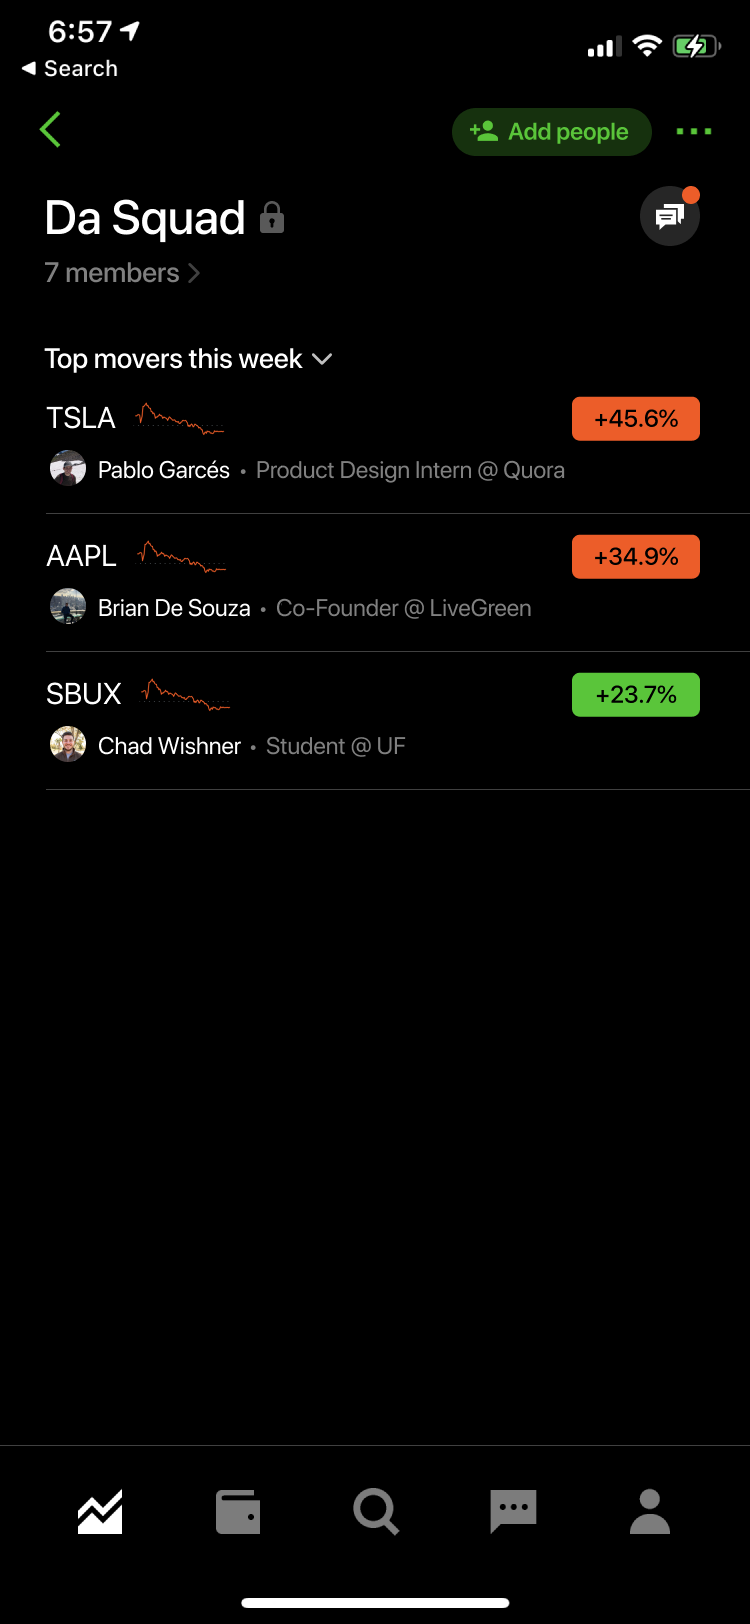 6:57
◀ Search
Add people
Da Squad
7 members
Top movers this week
TSLA
+45.6%
Pablo Garcés • Product Design Intern @ Quora
AAPL
+34.9%
Brian De Souza • Co-Founder @ LiveGreen
SBUX
+23.7%
Chad Wishner • Student @ UF